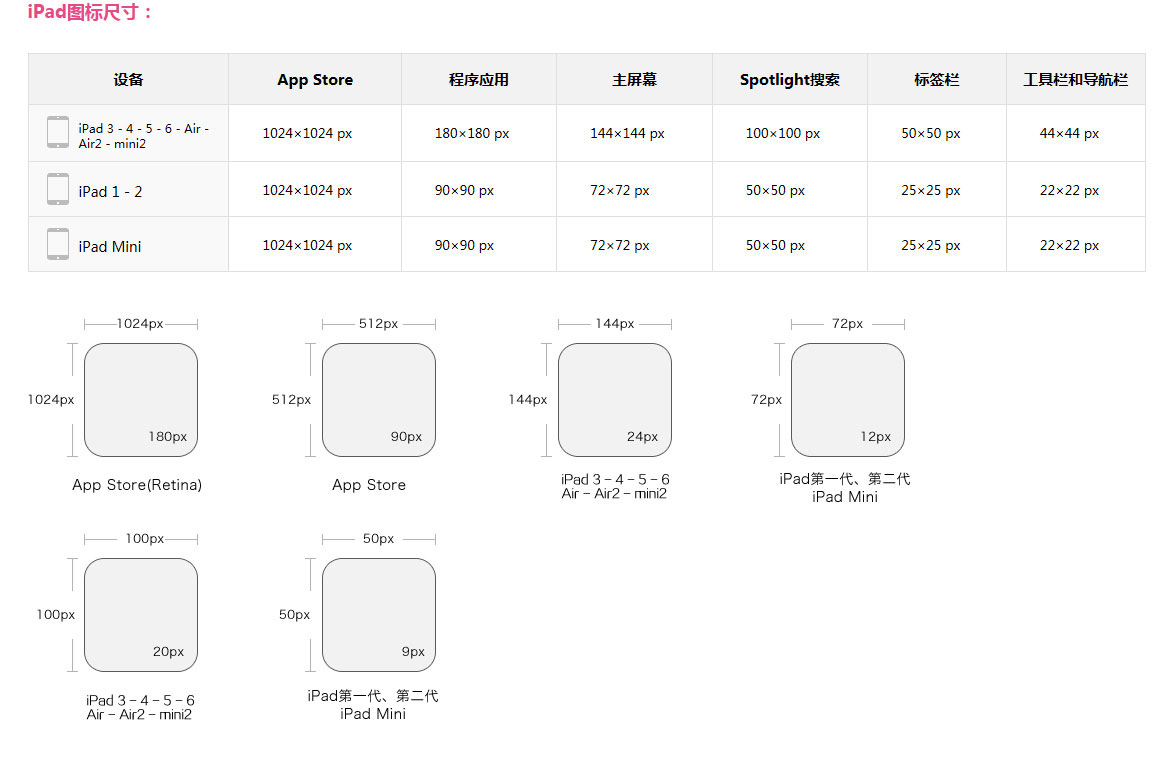 iPad图标尺寸：
设备 App Store 程序应用 主屏幕 Spotlight搜索 标签栏 工具栏和导航栏
iPad 3 - 4 - 5 - 6 - Air -
Air2 - mini2 1024×1024 px 180×180 px 144×144 px 100×100 px 50×50 px 44×44 px
iPad 1 - 2 1024×1024 px 90×90 px 72×72 px 50×50 px 25×25 px 22×22 px
iPad Mini 1024×1024 px 90×90 px 72×72 px 50×50 px 25×25 px 22×22 px
1024px 512px 144px 72px
1024px 512px 144px 72px
180px 90px 24px 12px
App Store(Retina) App Store
iPad 3 – 4 – 5 – 6
Air – Air2 – mini2
iPad第一代、第二代
iPad Mini
100px 50px
100px 50px
20px 9px
iPad 3 – 4 – 5 – 6
Air – Air2 – mini2
iPad第一代、第二代
iPad Mini